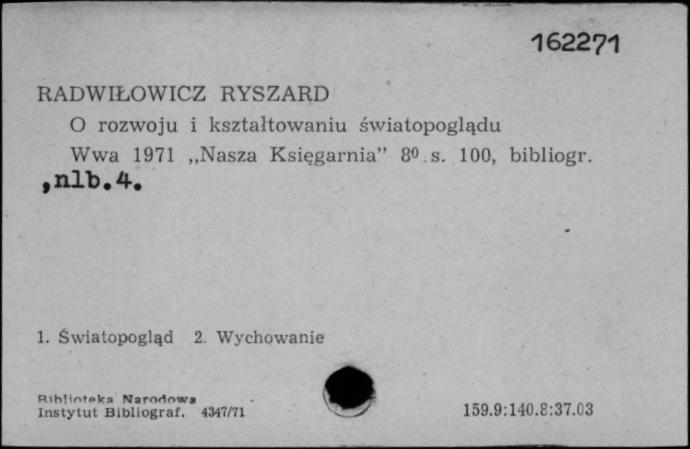 162271
RADWIŁOWICZ RYSZARD
O rozwoju i kształtowaniu światopoglądu
Wwa 1971 „Nasza Księgarnia” 8⁰ s. 100, bibliogr.
,nlb.4.
1. Światopogląd 2. Wychowanie
Biblioteka Narodowa
Instytut Bibliograf. 4347/71
159.9:140.8:37.03